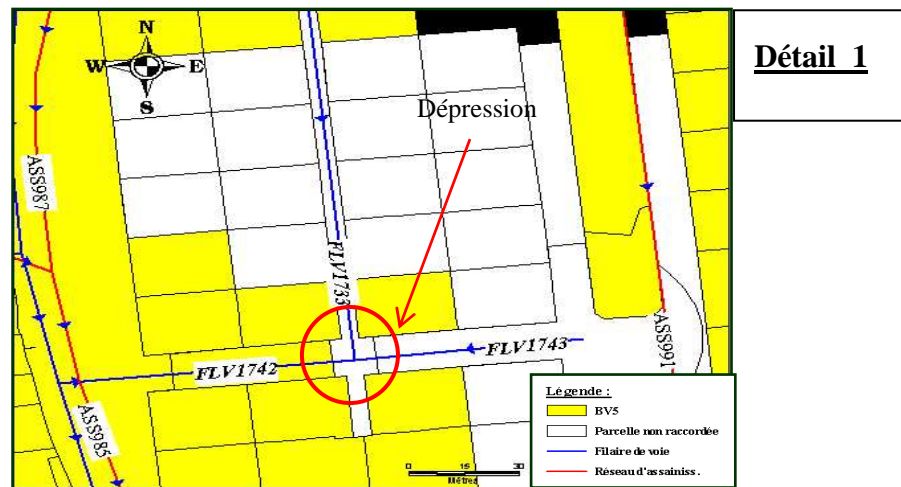 Détail 1
N
W E
S
Dépression
ASS987
FLV1733
FLV1742
FLV1743
ASS991
ASS985
0 15 30
Mètres
Légende :
BV5
Parcelle non raccordée
Filaire de voie
Réseau d'assainiss .